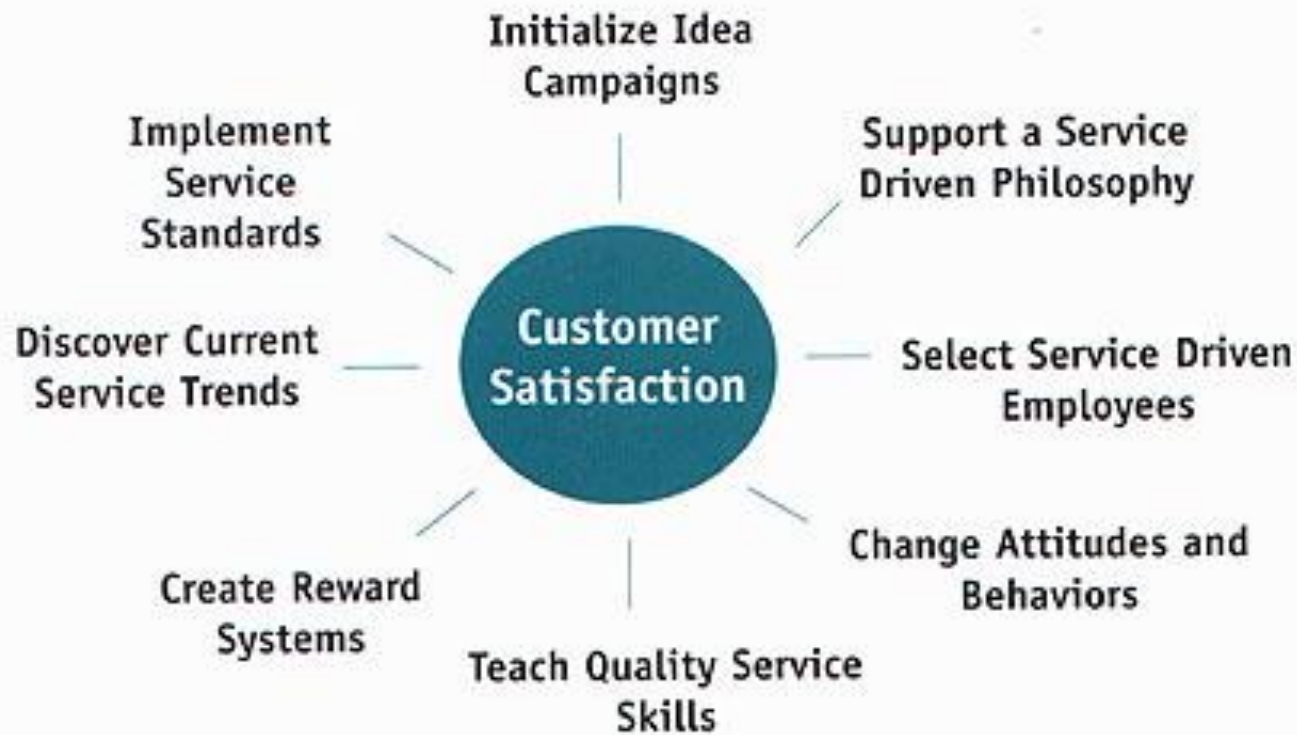 Initialize Idea
Campaigns
Support a Service
Driven Philosophy
Select Service Driven
Employees
Change Attitudes and
Behaviors
Teach Quality Service
Skills
Create Reward
Systems
Discover Current
Service Trends
Implement
Service
Standards
Customer
Satisfaction